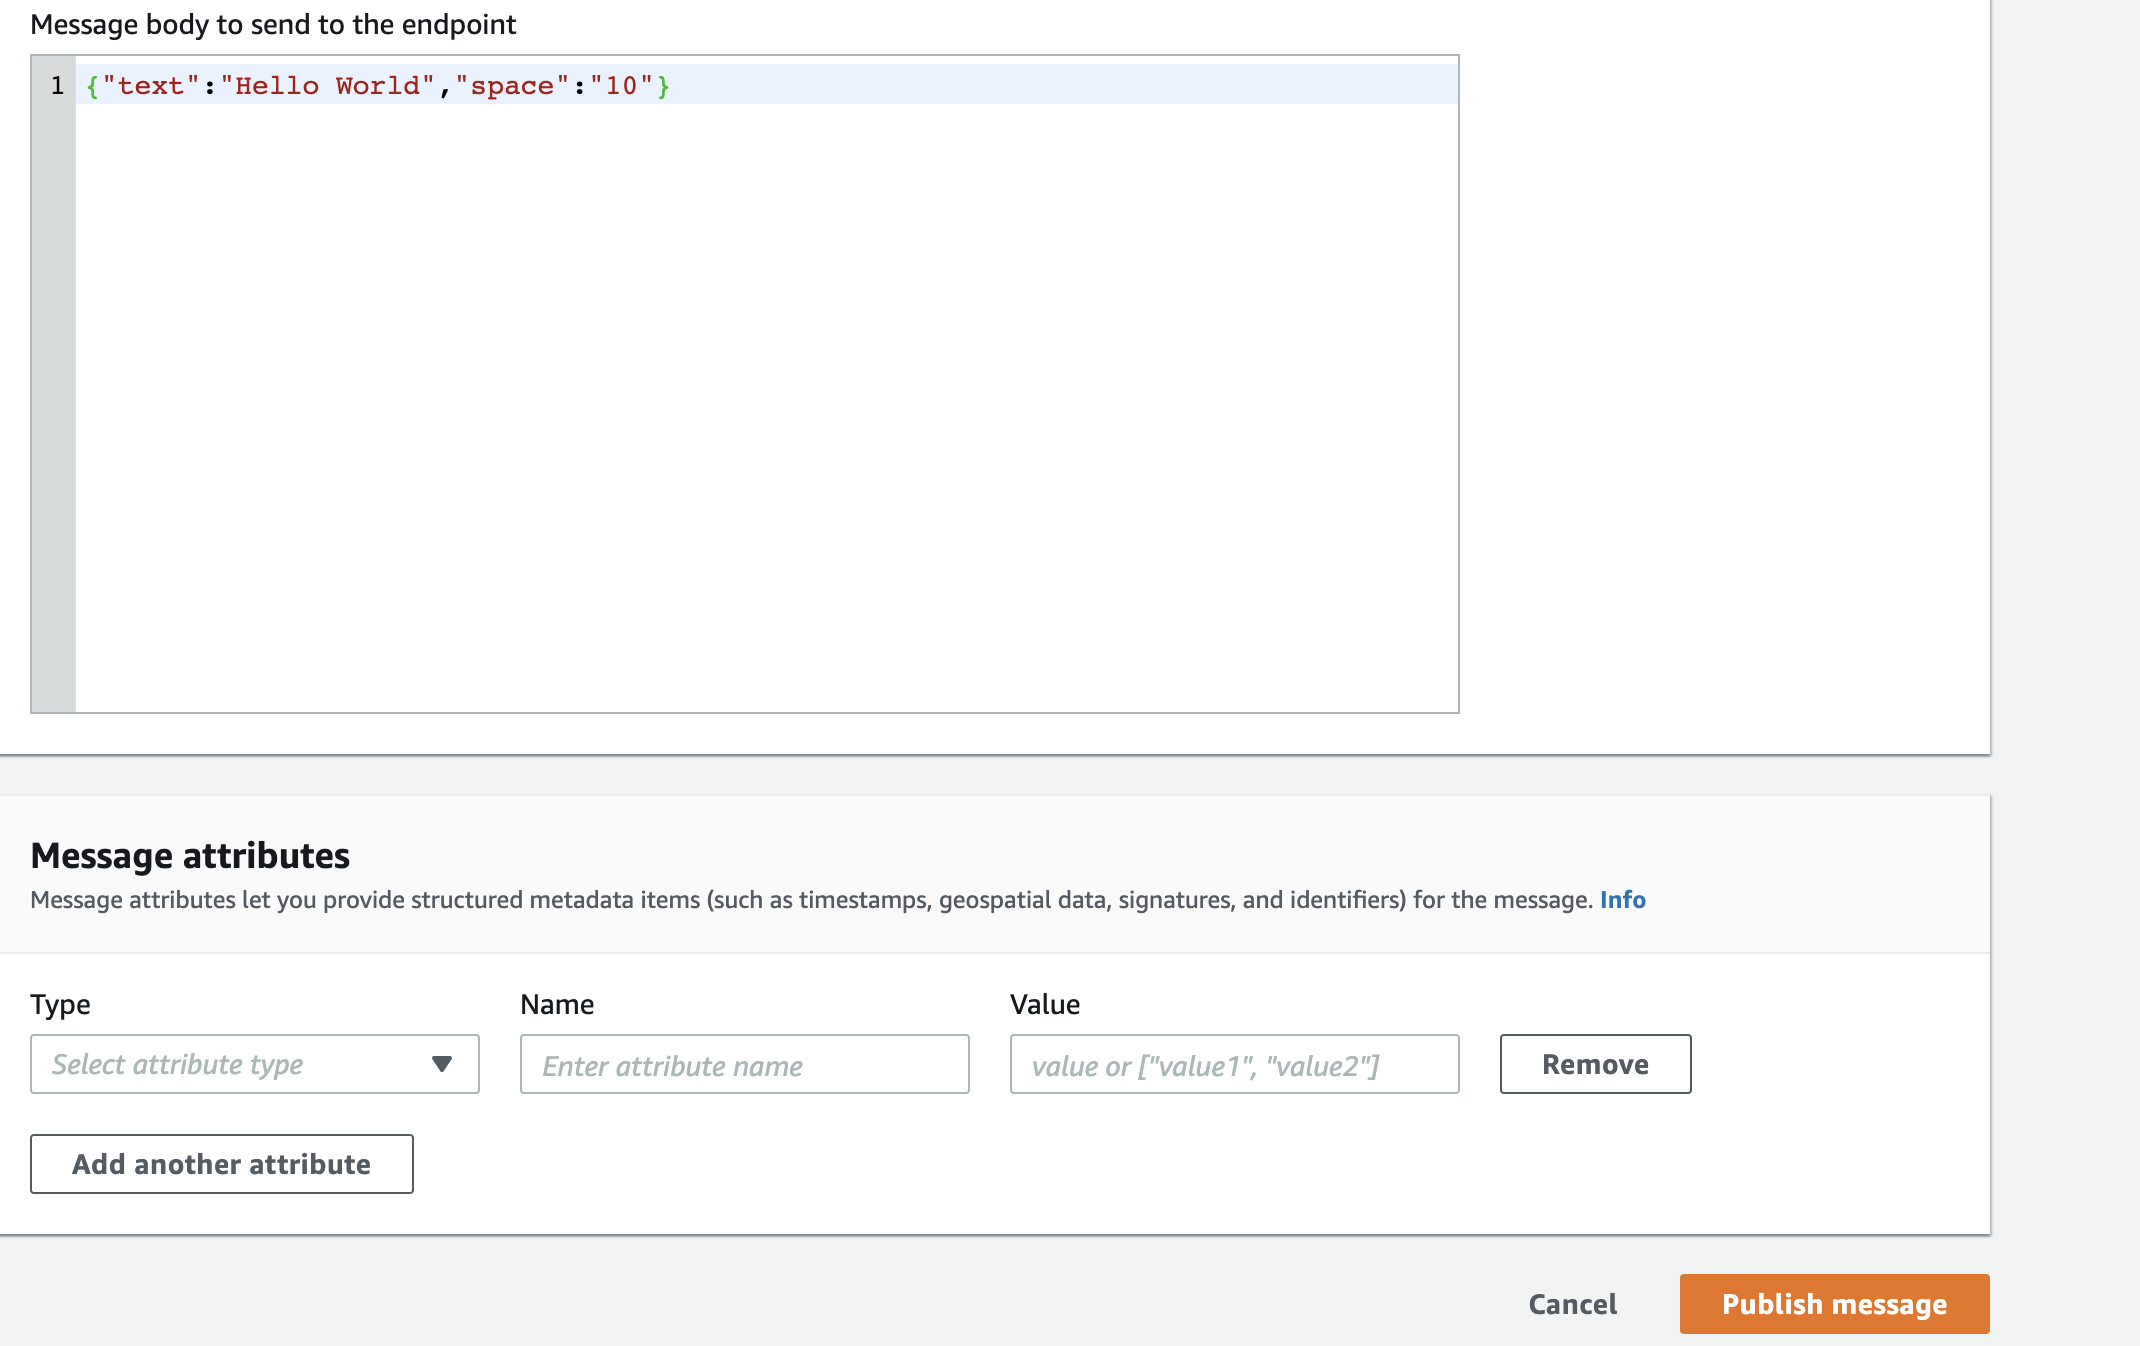 Message body to send to the endpoint
1 {"text":"Hello World","space":"10"}
Message attributes
Message attributes let you provide structured metadata items (such as timestamps, geospatial data, signatures, and identifiers) for the message. Info
Type Name Value
Select attribute type Enter attribute name value or ["value1", "value2"] Remove
Add another attribute
Cancel Publish message